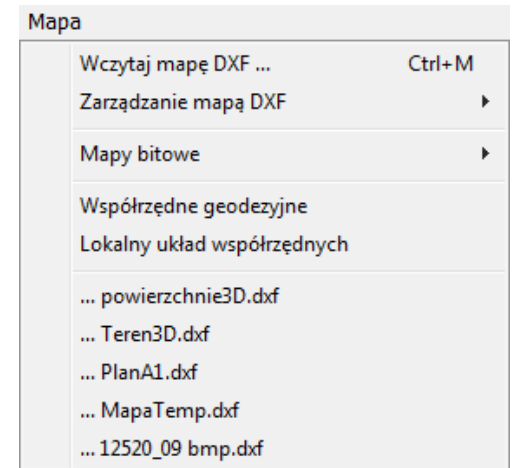 Mapa
Wczytaj mapę DXF ... Ctrl+M
Zarządzanie mapą DXF
Mapy bitowe
Współrzędne geodezyjne
Lokalny układ współrzędnych
... powierzchnie3D.dxf
... Teren3D.dxf
... PlanA1.dxf
... MapaTemp.dxf
... 12520_09 bmp.dxf